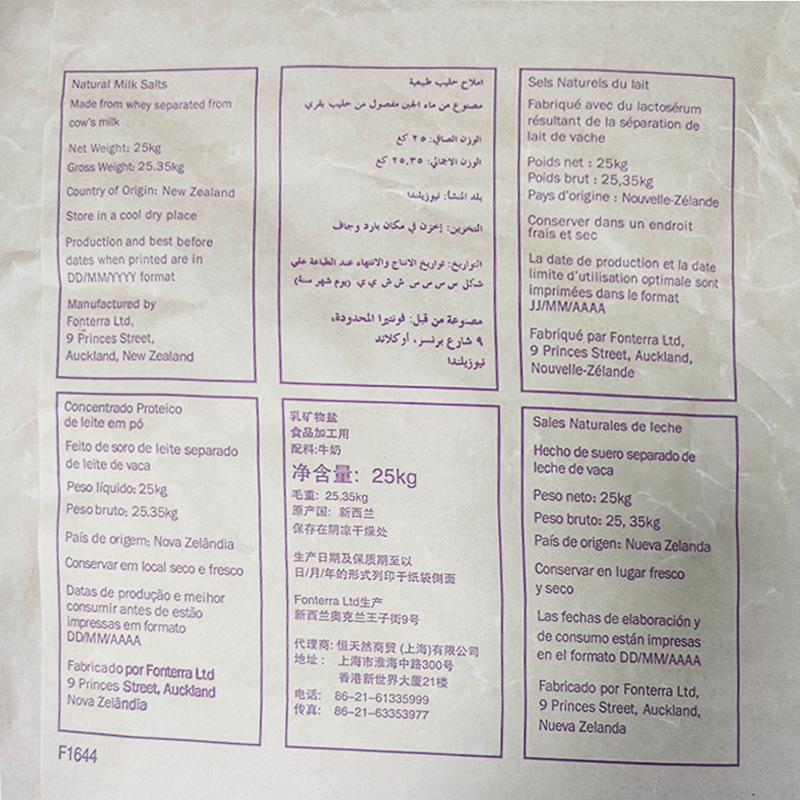 Natural Milk Salts
Made from whey separated from
cow's milk
Net Weight: 25kg
Gross Weight: 25.35kg
Country of Origin: New Zealand
Store in a cool dry place
Production and best before
dates when printed are in
DD/MM/YYYY format
Manufactured by
Fonterra Ltd,
9 Princes Street,
Auckland, New Zealand
املاح حليب طبيعية
مصنوع من ماء الجبن مفصول من حليب بقري
الوزن الصافي: ٢٥ كغ
الوزن الاجمالي: ٢٥,٣٥ كغ
بلد المنشأ: نيوزيلندا
التخزين: إخزن في مكان بارد وجاف
التواريخ: تواريخ الانتاج والانتهاء عند الطباعة علي
شكل س س س س ش ش ي ي (يوم شهر سنة)
مصنوعة من قبل: فونتيرا المحدودة,
٩ شارع برنسز, أوكلاند
نيوزيلندا
Sels Naturels du lait
Fabriqué avec du lactosérum
résultant de la séparation de
lait de vache
Poids net : 25kg
Poids brut : 25,35kg
Pays d'origine : Nouvelle-Zélande
Conserver dans un endroit
frais et sec
La date de production et la date
limite d'utilisation optimale sont
imprimées dans le format
JJ/MM/AAAA
Fabriqué par Fonterra Ltd,
9 Princes Street, Auckland,
Nouvelle-Zélande
Concentrado Proteico
de leite em pó
Feito de soro de leite separado
de leite de vaca
Peso líquido: 25kg
Peso bruto: 25,35kg
País de origem: Nova Zelândia
Conservar em local seco e fresco
Datas de produção e melhor
consumir antes de estão
impressas em formato
DD/MM/AAAA
Fabricado por Fonterra Ltd
9 Princes Street, Auckland
Nova Zelândia
乳矿物盐
食品加工用
配料:牛奶
净含量: 25kg
毛重: 25.35kg
原产国: 新西兰
保存在阴凉干燥处
生产日期及保质期至以
日/月/年的形式列印于纸袋侧面
Fonterra Ltd生产
新西兰奥克兰王子街9号
代理商: 恒天然商贸 (上海)有限公司
地址: 上海市淮海中路300号
香港新世界大厦21楼
电话: 86-21-61335999
传真: 86-21-63353977
Sales Naturales de leche
Hecho de suero separado de
leche de vaca
Peso neto: 25kg
Peso bruto: 25, 35kg
País de origen: Nueva Zelanda
Conservar en lugar fresco
y seco
Las fechas de elaboración y
de consumo están impresas
en el formato DD/MM/AAAA
Fabricado por Fonterra Ltd,
9 Princes Street, Auckland,
Nueva Zelanda
F1644